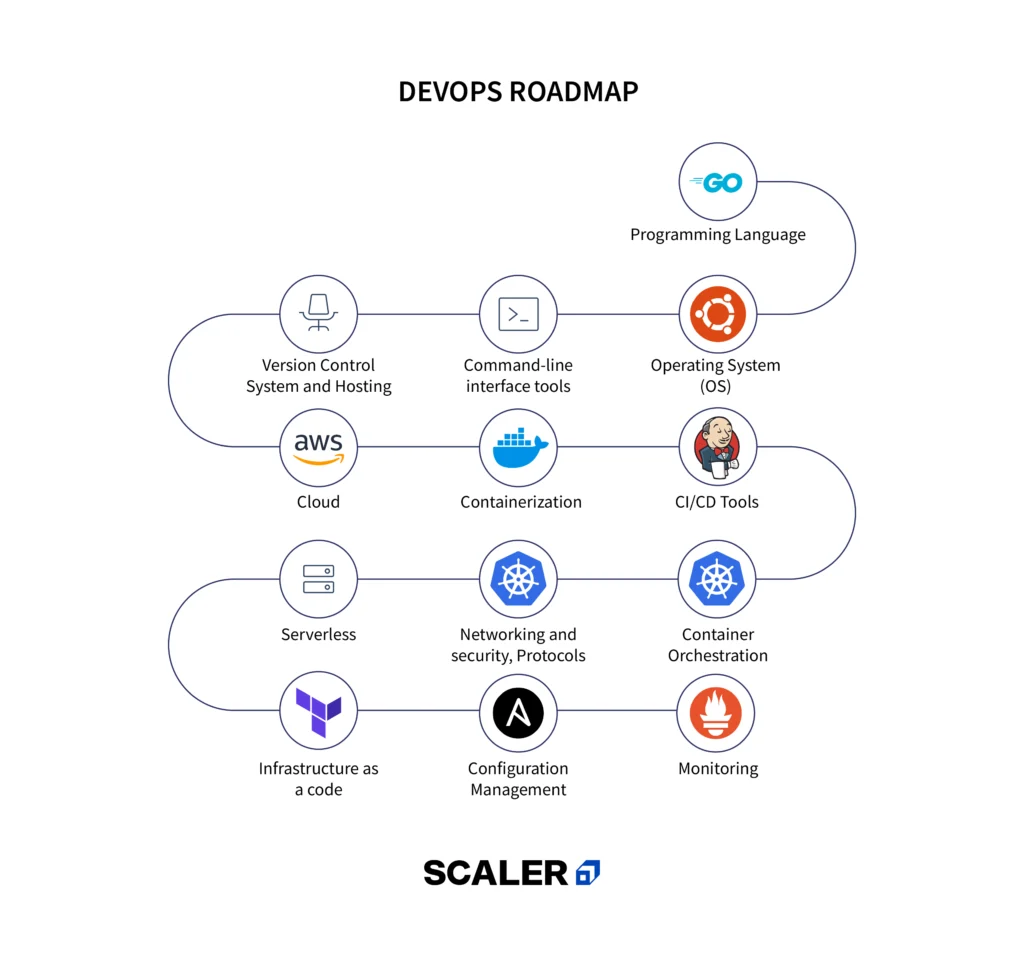 DEVOPS ROADMAP
GO
Programming Language
Version Control
System and Hosting
Command-line
interface tools
Operating System
(OS)
aws
Cloud
Containerization
CI/CD Tools
Serverless
Networking and
security, Protocols
Container
Orchestration
Infrastructure as
a code
Configuration
Management
Monitoring
SCALER